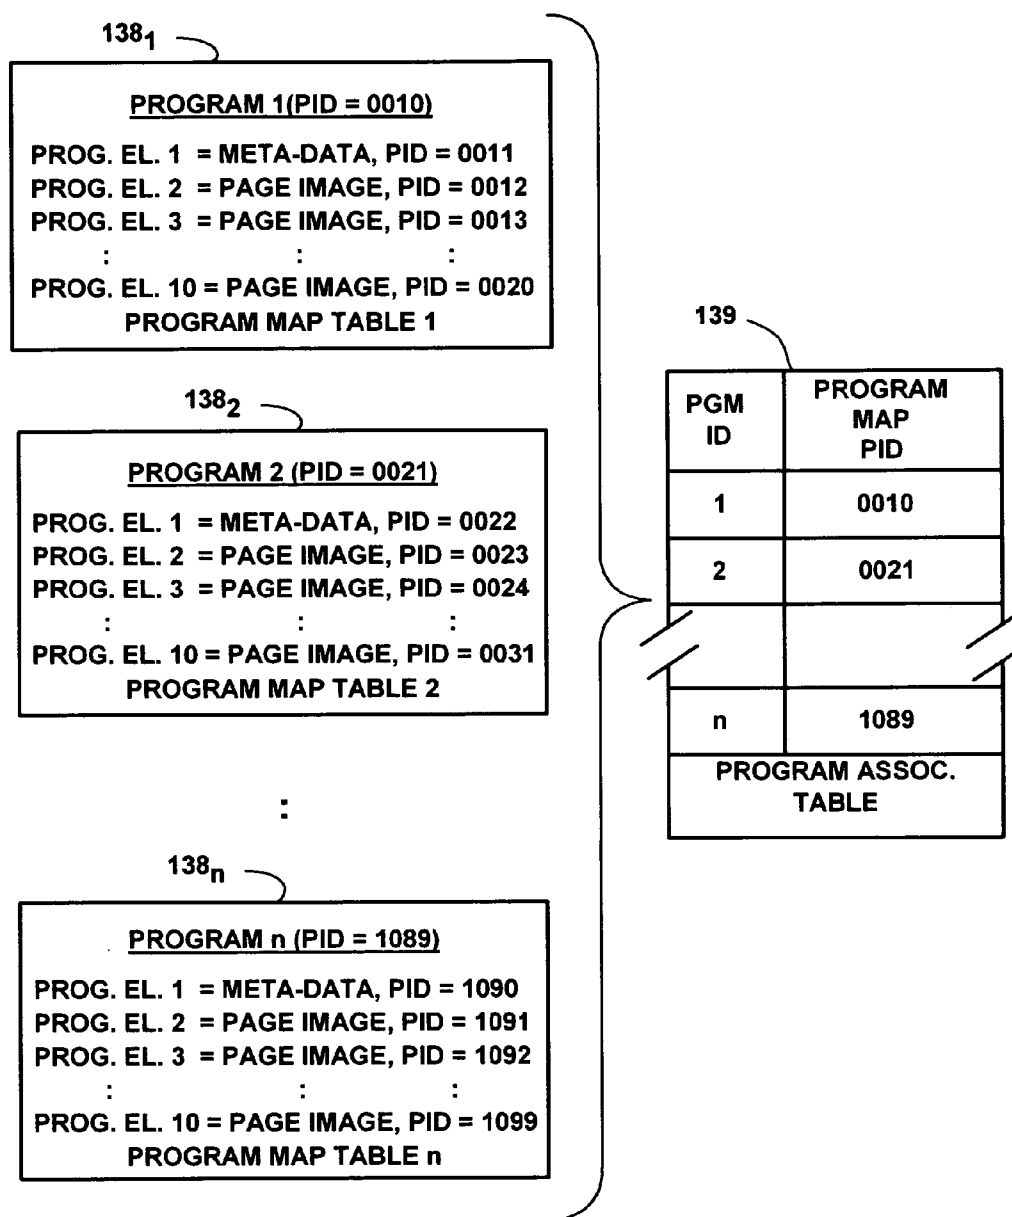 138₁
PROGRAM 1(PID = 0010)
PROG. EL. 1 = META-DATA, PID = 0011
PROG. EL. 2 = PAGE IMAGE, PID = 0012
PROG. EL. 3 = PAGE IMAGE, PID = 0013
: : :
PROG. EL. 10 = PAGE IMAGE, PID = 0020
PROGRAM MAP TABLE 1
138₂
PROGRAM 2 (PID = 0021)
PROG. EL. 1 = META-DATA, PID = 0022
PROG. EL. 2 = PAGE IMAGE, PID = 0023
PROG. EL. 3 = PAGE IMAGE, PID = 0024
: : :
PROG. EL. 10 = PAGE IMAGE, PID = 0031
PROGRAM MAP TABLE 2
:
138ₙ
PROGRAM n (PID = 1089)
PROG. EL. 1 = META-DATA, PID = 1090
PROG. EL. 2 = PAGE IMAGE, PID = 1091
PROG. EL. 3 = PAGE IMAGE, PID = 1092
: : :
PROG. EL. 10 = PAGE IMAGE, PID = 1099
PROGRAM MAP TABLE n
139
PGM
ID
PROGRAM
MAP
PID
1 0010
2 0021
n 1089
PROGRAM ASSOC.
TABLE